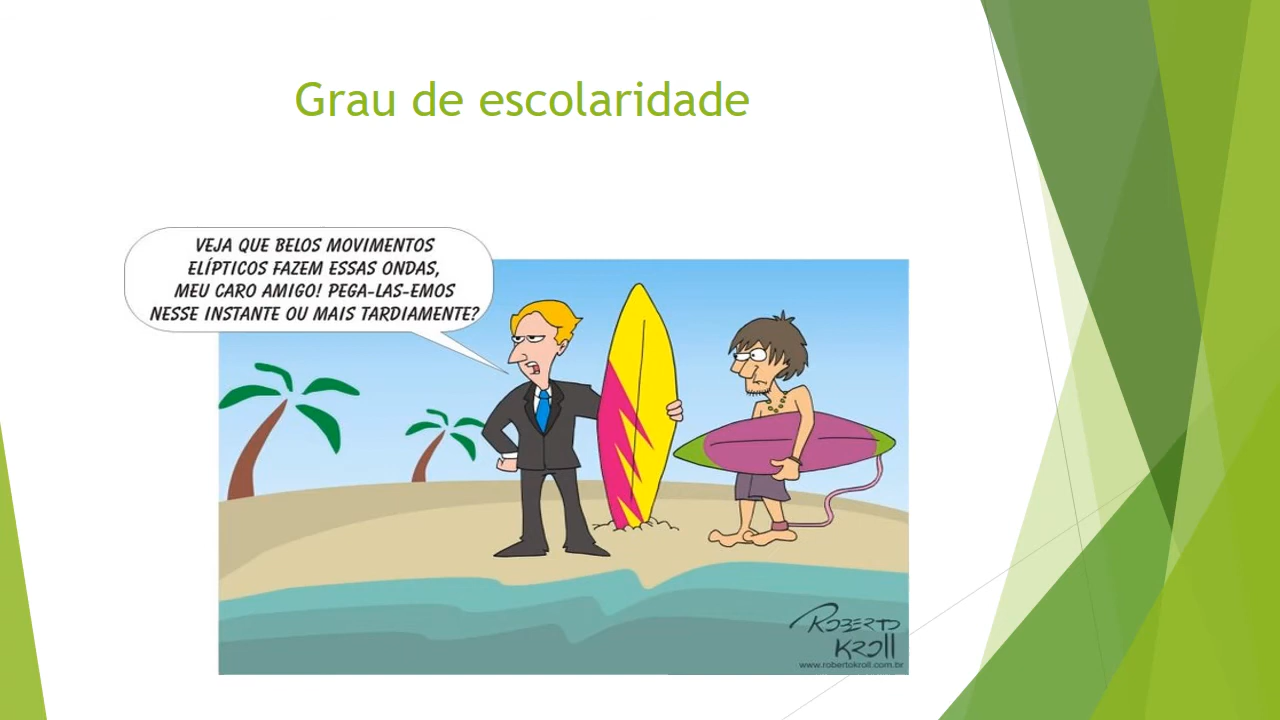 Grau de escolaridade
VEJA QUE BELOS MOVIMENTOS
ELÍPTICOS FAZEM ESSAS ONDAS,
MEU CARO AMIGO! PEGA-LAS-EMOS
NESSE INSTANTE OU MAIS TARDIAMENTE?
ROBERTO
KROLL
www.robertokroll.com.br